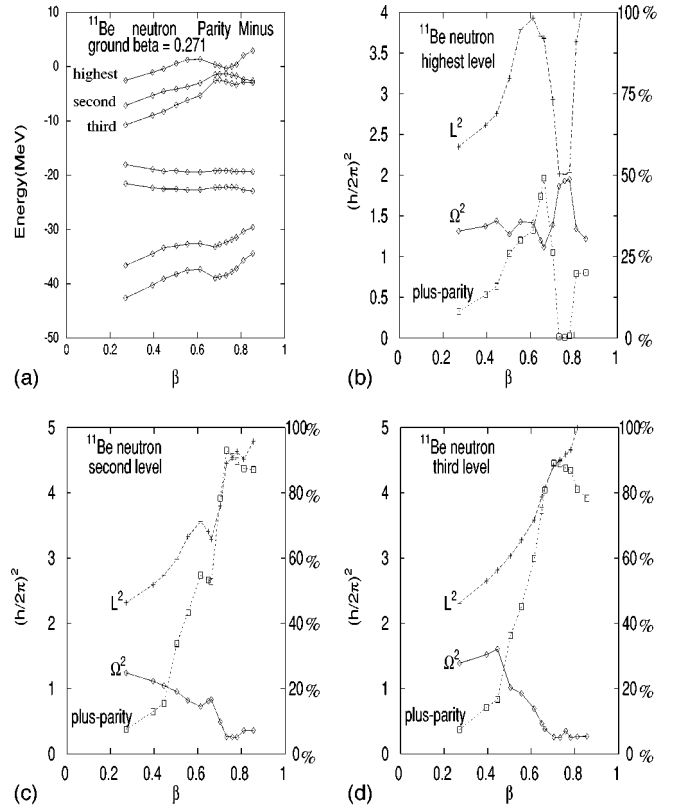 ¹¹Be neutron Parity Minus
ground beta = 0.271
highest
second
third
Energy(MeV)
10
0
-10
-20
-30
-40
-50
0 0.2 0.4 0.6 0.8 1
β
(a)
¹¹Be neutron
highest level
L²
Ω²
plus-parity
(h/2π)²
4
3.5
3
2.5
2
1.5
1
0.5
0
100 %
75%
50%
25%
0 %
0 0.2 0.4 0.6 0.8 1
β
(b)
¹¹Be neutron
second level
L²
Ω²
plus-parity
(h/2π)²
5
4
3
2
1
0
100%
80%
60%
40%
20%
0%
0 0.2 0.4 0.6 0.8 1
β
(c)
¹¹Be neutron
third level
L²
Ω²
plus-parity
(h/2π)²
5
4
3
2
1
0
100%
80%
60%
40%
20 %
0 %
0 0.2 0.4 0.6 0.8 1
β
(d)